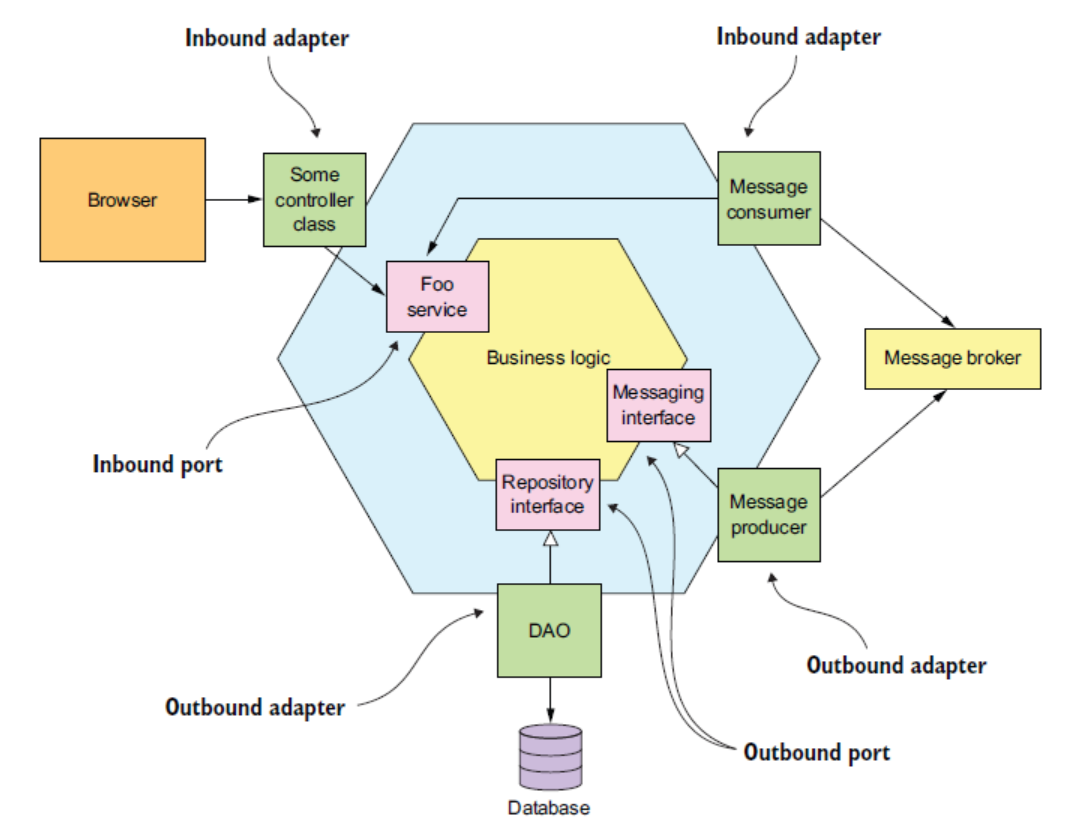 Inbound adapter
Inbound adapter
Browser
Some
controller
class
Message
consumer
Foo
service
Business logic
Message broker
Messaging
interface
Inbound port
Repository
interface
Message
producer
DAO
Outbound adapter
Outbound adapter
Outbound port
Database